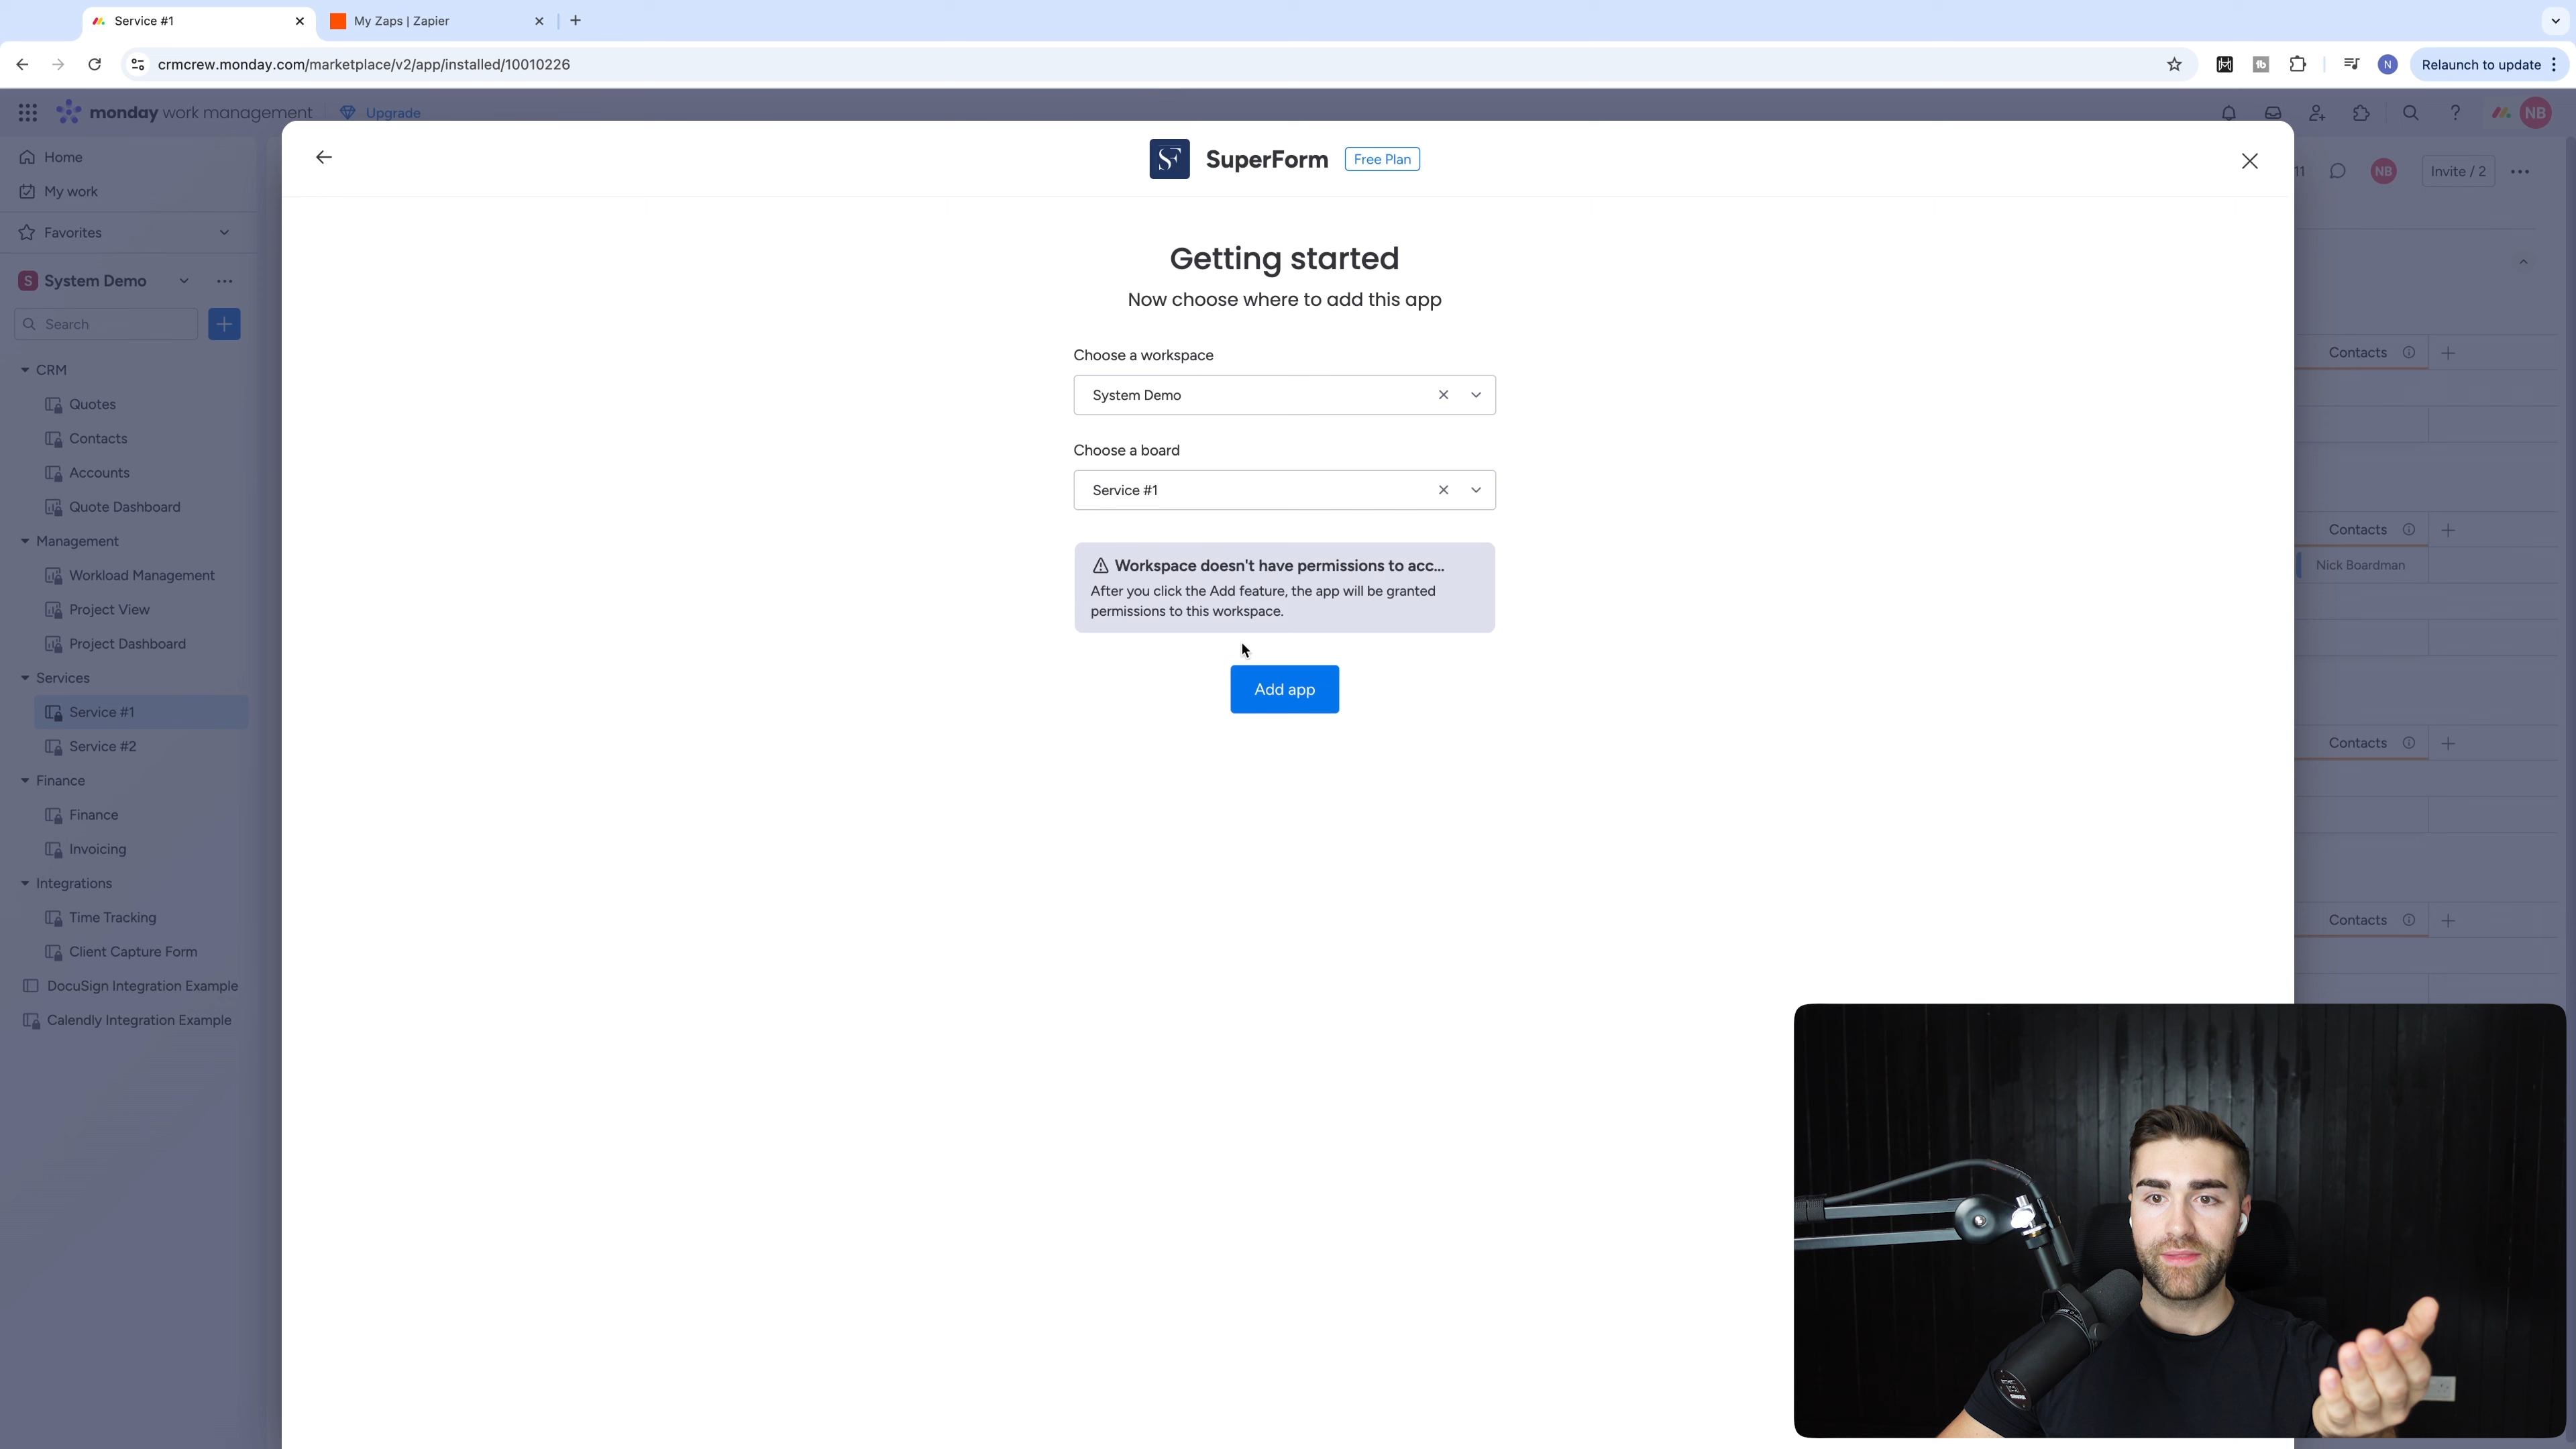 Service #1
My Zaps | Zapier
crmcrew.monday.com/marketplace/v2/app/installed/10010226
N
Relaunch to update
monday work management
Upgrade
NB
Home
My work
Favorites
S System Demo
Search
CRM
Quotes
Contacts
Accounts
Quote Dashboard
Management
Workload Management
Project View
Project Dashboard
Services
Service #1
Service #2
Finance
Finance
Invoicing
Integrations
Time Tracking
Client Capture Form
DocuSign Integration Example
Calendly Integration Example
SF SuperForm Free Plan
Getting started
Now choose where to add this app
Choose a workspace
System Demo
Choose a board
Service #1
Workspace doesn't have permissions to acc...
After you click the Add feature, the app will be granted
permissions to this workspace.
Add app
11
NB
Invite / 2
Contacts
Contacts
Nick Boardman
Contacts
Contacts